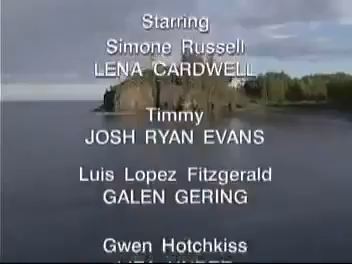 Starring
Simone Russell
LENA CARDWELL
Timmy
JOSH RYAN EVANS
Luis Lopez Fitzgerald
GALEN GERING
Gwen Hotchkiss